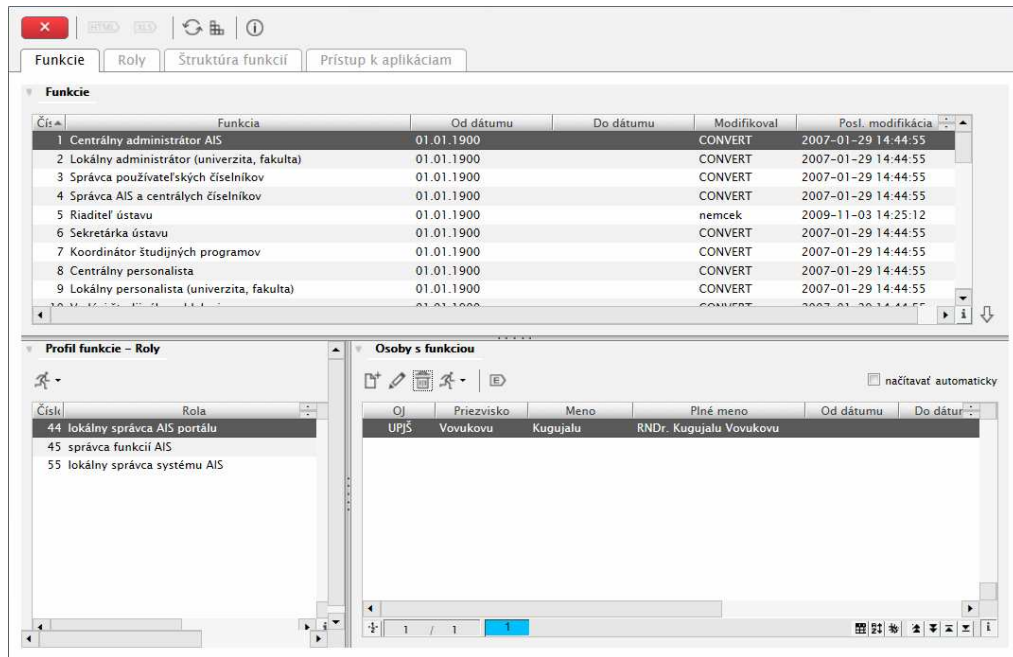 HTML XLS
Funkcie Roly Štruktúra funkcií Prístup k aplikáciam
Funkcie
Čís Funkcia Od dátumu Do dátumu Modifikoval Posl. modifikácia
1 Centrálny administrátor AIS 01.01.1900 CONVERT 2007-01-29 14:44:55
2 Lokálny administrátor (univerzita, fakulta) 01.01.1900 CONVERT 2007-01-29 14:44:55
3 Správca používateľských číselníkov 01.01.1900 CONVERT 2007-01-29 14:44:55
4 Správca AIS a centrálych číselníkov 01.01.1900 CONVERT 2007-01-29 14:44:55
5 Riaditeľ ústavu 01.01.1900 nemcek 2009-11-03 14:25:12
6 Sekretárka ústavu 01.01.1900 CONVERT 2007-01-29 14:44:55
7 Koordinátor študijných programov 01.01.1900 CONVERT 2007-01-29 14:44:55
8 Centrálny personalista 01.01.1900 CONVERT 2007-01-29 14:44:55
9 Lokálny personalista (univerzita, fakulta) 01.01.1900 CONVERT 2007-01-29 14:44:55
Profil funkcie – Roly
Čísk Rola
44 lokálny správca AIS portálu
45 správca funkcií AIS
55 lokálny správca systému AIS
Osoby s funkciou
načítavať automaticky
OJ Priezvisko Meno Plné meno Od dátumu Do dátur
UPJŠ Vovukovu Kugujalu RNDr. Kugujalu Vovukovu
1 / 1 1